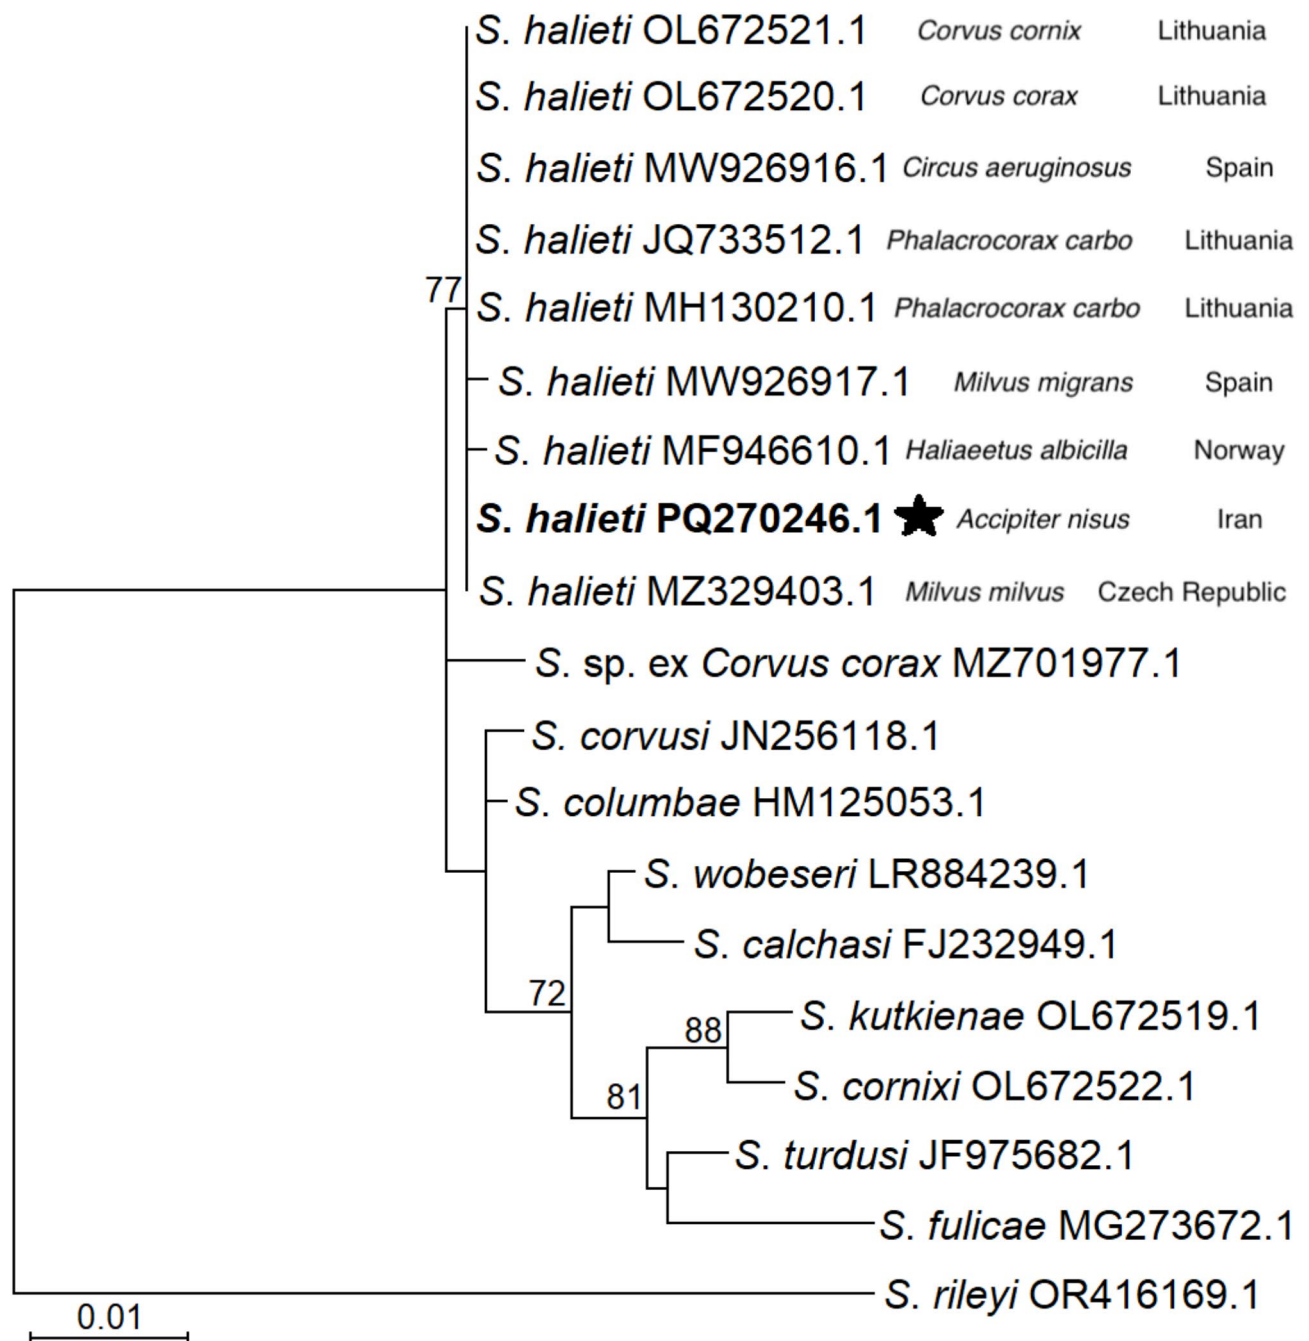 S. halieti OL672521.1 Corvus cornix Lithuania
S. halieti OL672520.1 Corvus corax Lithuania
S. halieti MW926916.1 Circus aeruginosus Spain
S. halieti JQ733512.1 Phalacrocorax carbo Lithuania
77
S. halieti MH130210.1 Phalacrocorax carbo Lithuania
S. halieti MW926917.1 Milvus migrans Spain
S. halieti MF946610.1 Haliaeetus albicilla Norway
S. halieti PQ270246.1 Accipiter nisus Iran
S. halieti MZ329403.1 Milvus milvus Czech Republic
S. sp. ex Corvus corax MZ701977.1
S. corvusi JN256118.1
S. columbae HM125053.1
S. wobeseri LR884239.1
S. calchasi FJ232949.1
72
S. kutkienae OL672519.1
88
S. cornixi OL672522.1
81
S. turdusi JF975682.1
S. fulicae MG273672.1
S. rileyi OR416169.1
0.01